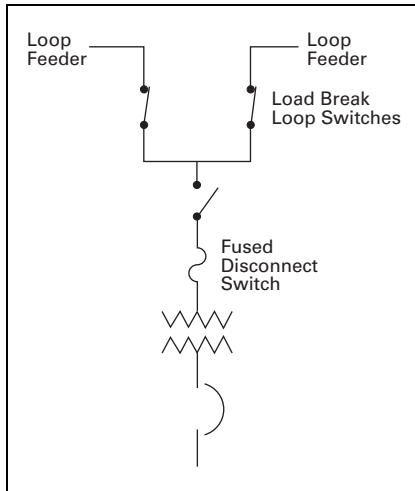 Loop
Feeder
Loop
Feeder
Load Break
Loop Switches
Fused
Disconnect
Switch